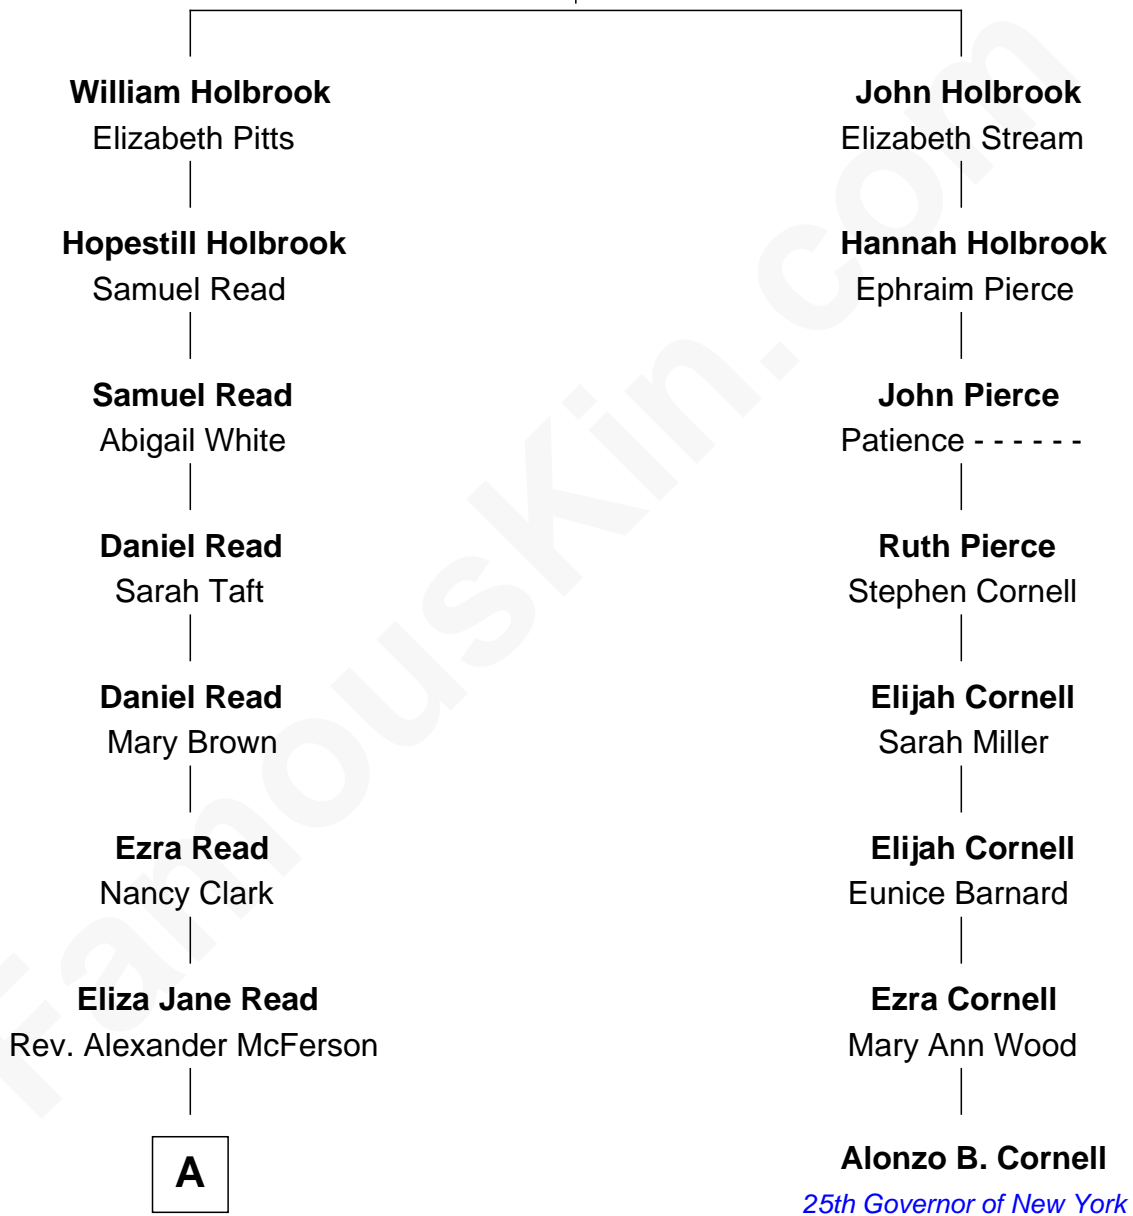 William Holbrook
Elizabeth Pitts
Hopestill Holbrook
Samuel Read
Samuel Read
Abigail White
Daniel Read
Sarah Taft
Daniel Read
Mary Brown
Ezra Read
Nancy Clark
Eliza Jane Read
Rev. Alexander McFerson
A
John Holbrook
Elizabeth Stream
Hannah Holbrook
Ephraim Pierce
John Pierce
Patience - - - - - -
Ruth Pierce
Stephen Cornell
Elijah Cornell
Sarah Miller
Elijah Cornell
Eunice Barnard
Ezra Cornell
Mary Ann Wood
Alonzo B. Cornell
25th Governor of New York
FamousKin.com